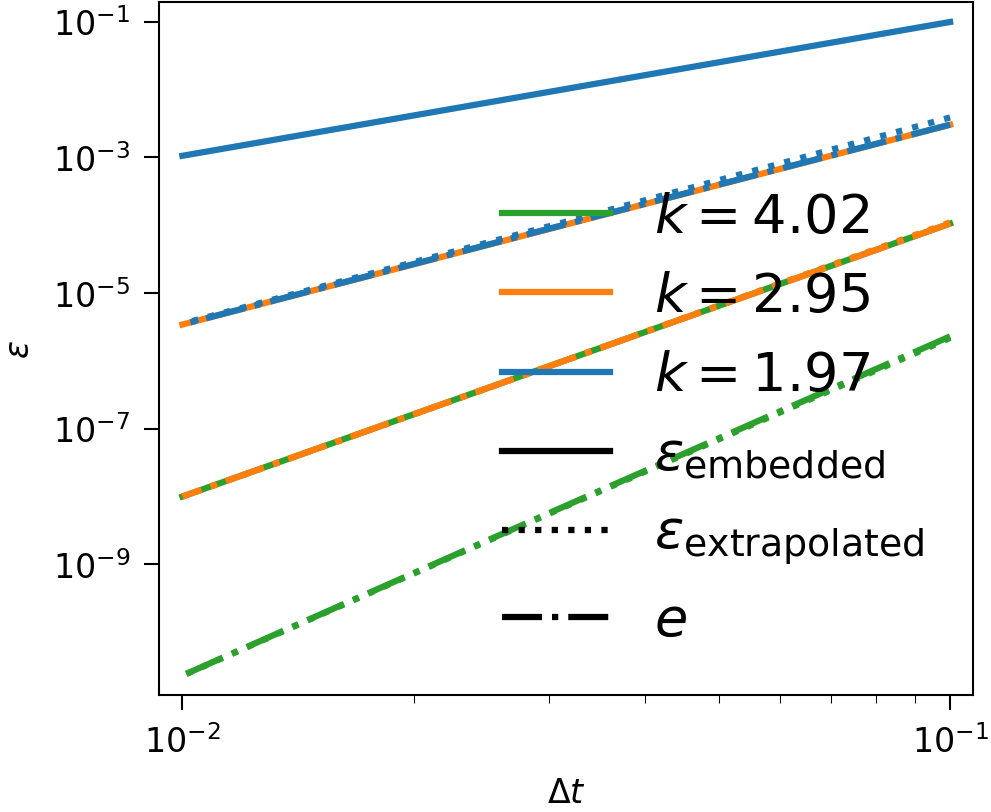 10⁻¹
10⁻³
10⁻⁵
10⁻⁷
10⁻⁹
ε
k = 4.02
k = 2.95
k = 1.97
ε_embedded
ε_extrapolated
e
10⁻² 10⁻¹
Δt